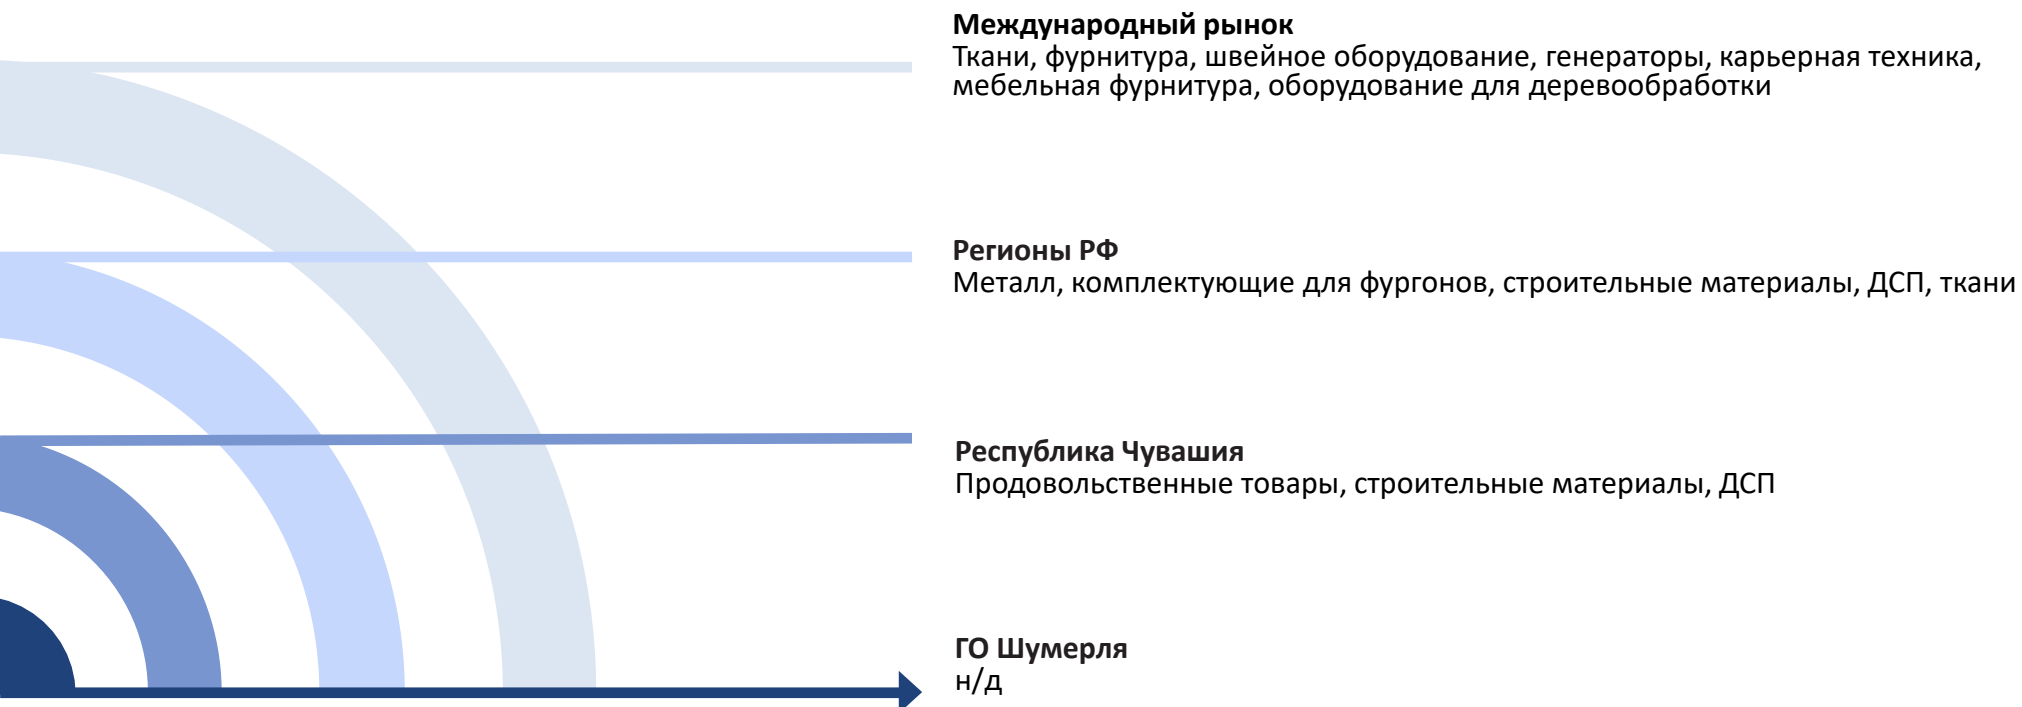 Международный рынок
Ткани, фурнитура, швейное оборудование, генераторы, карьерная техника,
мебельная фурнитура, оборудование для деревообработки
Регионы РФ
Металл, комплектующие для фургонов, строительные материалы, ДСП, ткани
Республика Чувашия
Продовольственные товары, строительные материалы, ДСП
ГО Шумерля
н/д